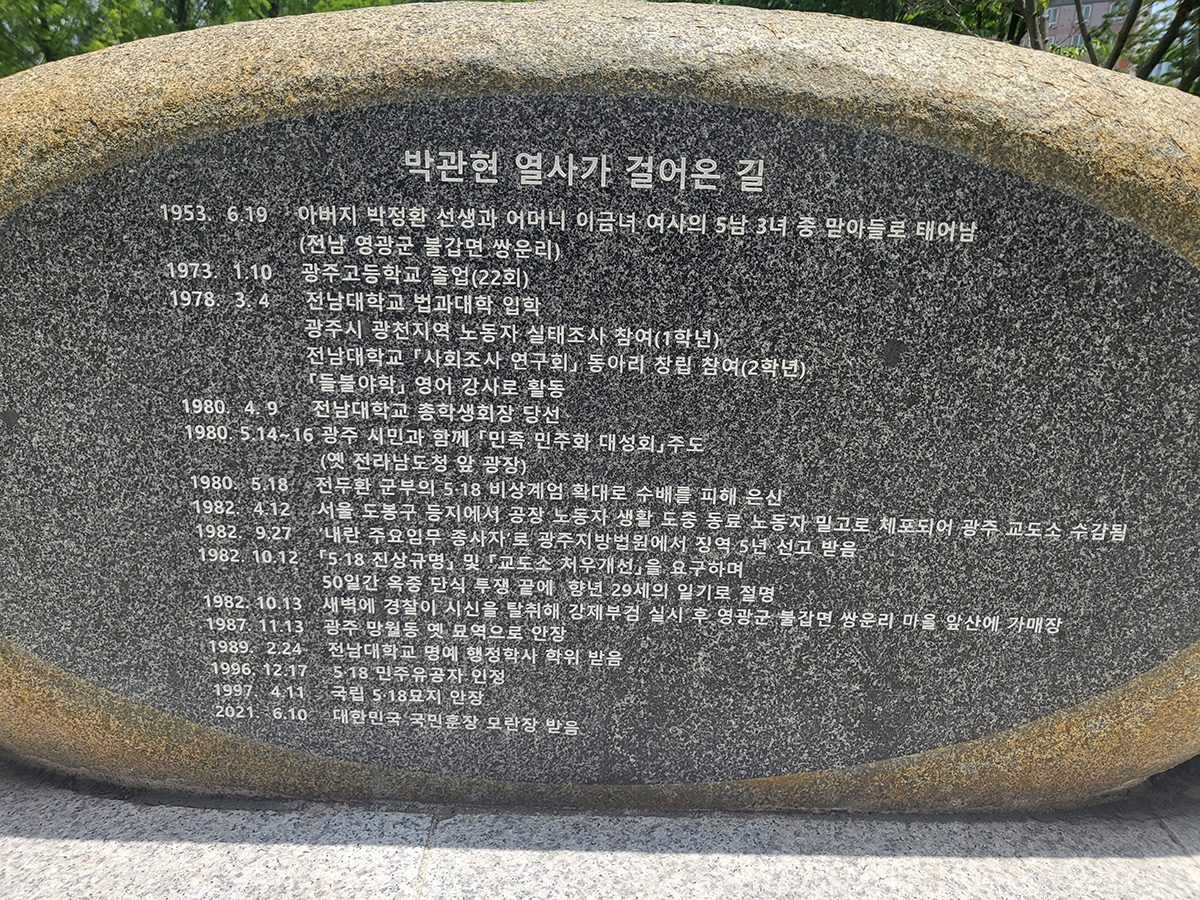 박관현 열사가 걸어온 길
1953. 6.19 아버지 박정환 선생과 어머니 이금녀 여사의 5남 3녀 중 맏아들로 태어남
(전남 영광군 불갑면 쌍운리)
1973. 1.10 광주고등학교 졸업(22회)
1978. 3. 4 전남대학교 법과대학 입학
광주시 광천지역 노동자 실태조사 참여(1학년)
전남대학교 「사회조사 연구회」 동아리 창립 참여(2학년)
「들불야학」 영어 강사로 활동
1980. 4. 9 전남대학교 총학생회장 당선
1980. 5.14~16 광주 시민과 함께 「민족 민주화 대성회」주도
(옛 전라남도청 앞 광장)
1980. 5.18 전두환 군부의 5·18 비상계엄 확대로 수배를 피해 은신
1982. 4.12 서울 도봉구 등지에서 공장 노동자 생활 도중 동료 노동자 밀고로 체포되어 광주 교도소 수감됨
1982. 9.27 '내란 주요임무 종사자'로 광주지방법원에서 징역 5년 선고 받음
1982. 10.12 「5·18 진상규명」 및 「교도소 처우개선」을 요구하며
50일간 옥중 단식 투쟁 끝에 향년 29세의 일기로 절명
1982. 10.13 새벽에 경찰이 시신을 탈취해 강제부검 실시 후 영광군 불갑면 쌍운리 마을 앞산에 가매장
1987. 11.13 광주 망월동 옛 묘역으로 안장
1989. 2.24 전남대학교 명예 행정학사 학위 받음
1996. 12.17 5·18 민주유공자 인정
1997. 4.11 국립 5·18묘지 안장
2021. 6.10 대한민국 국민훈장 모란장 받음